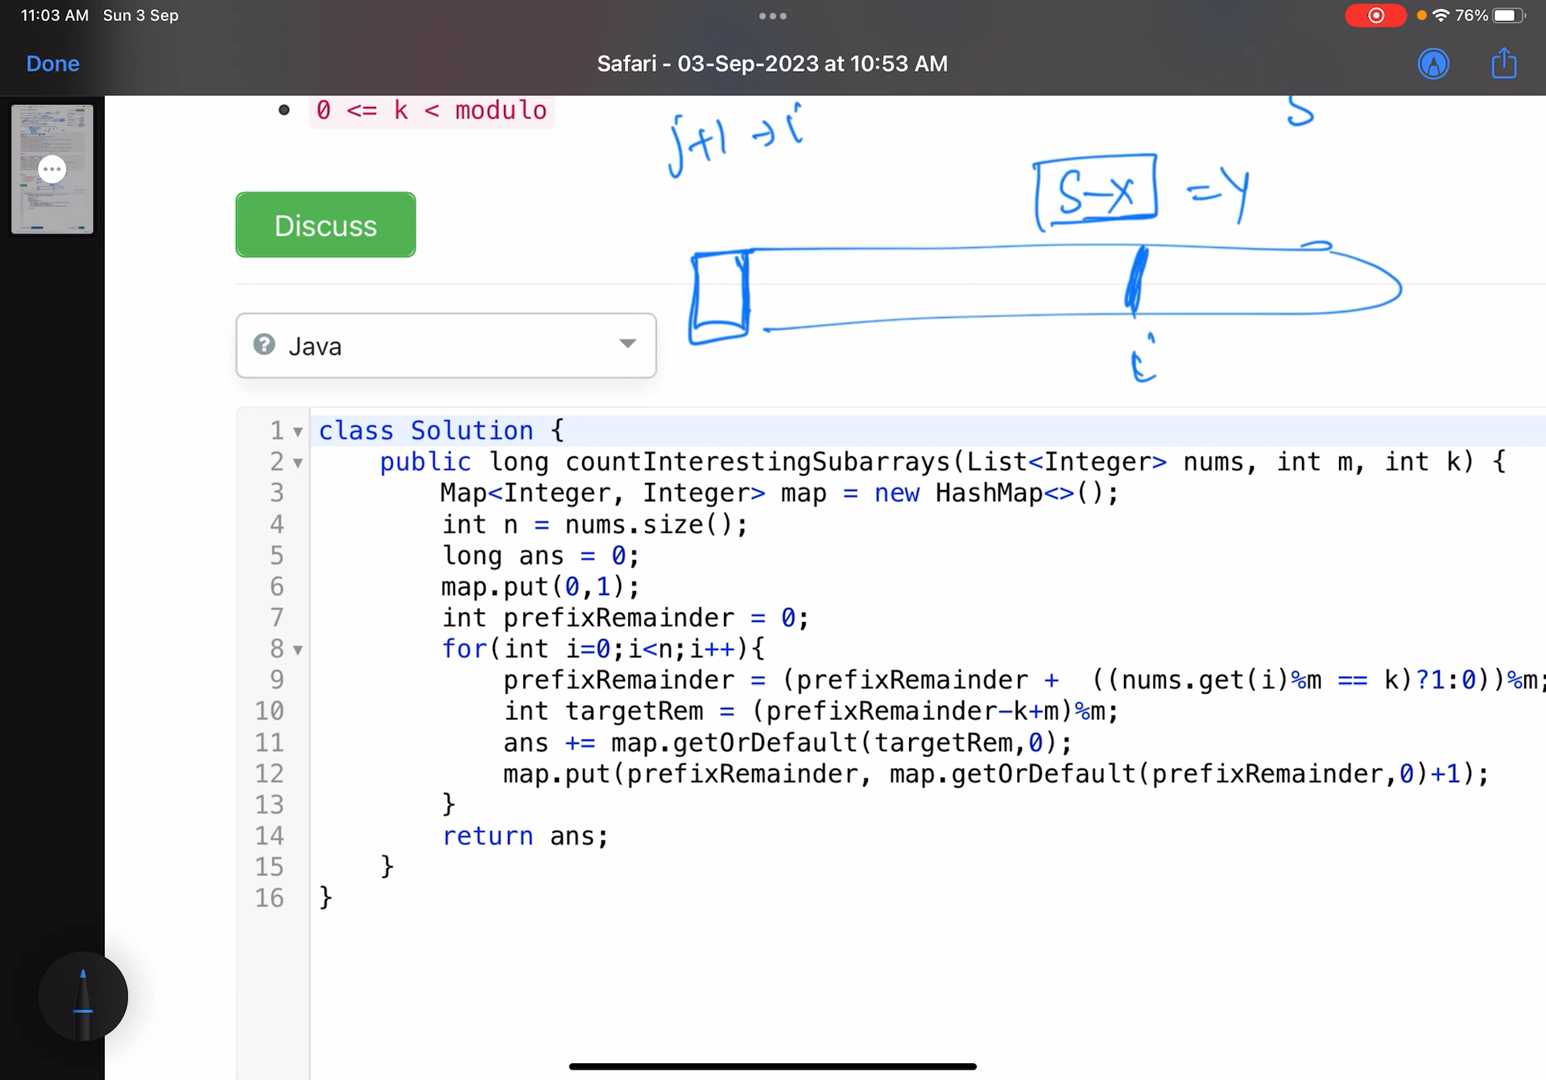 11:03 AM Sun 3 Sep
76%
Done
Safari - 03-Sep-2023 at 10:53 AM
0 <= k < modulo
j+1 → i
S
S-x = y
Discuss
Java
i
1 class Solution {
2 public long countInterestingSubarrays(List<Integer> nums, int m, int k) {
3 Map<Integer, Integer> map = new HashMap<>();
4 int n = nums.size();
5 long ans = 0;
6 map.put(0,1);
7 int prefixRemainder = 0;
8 for(int i=0;i<n;i++){
9 prefixRemainder = (prefixRemainder + ((nums.get(i)%m == k)?1:0))%m;
10 int targetRem = (prefixRemainder-k+m)%m;
11 ans += map.getOrDefault(targetRem,0);
12 map.put(prefixRemainder, map.getOrDefault(prefixRemainder,0)+1);
13 }
14 return ans;
15 }
16 }